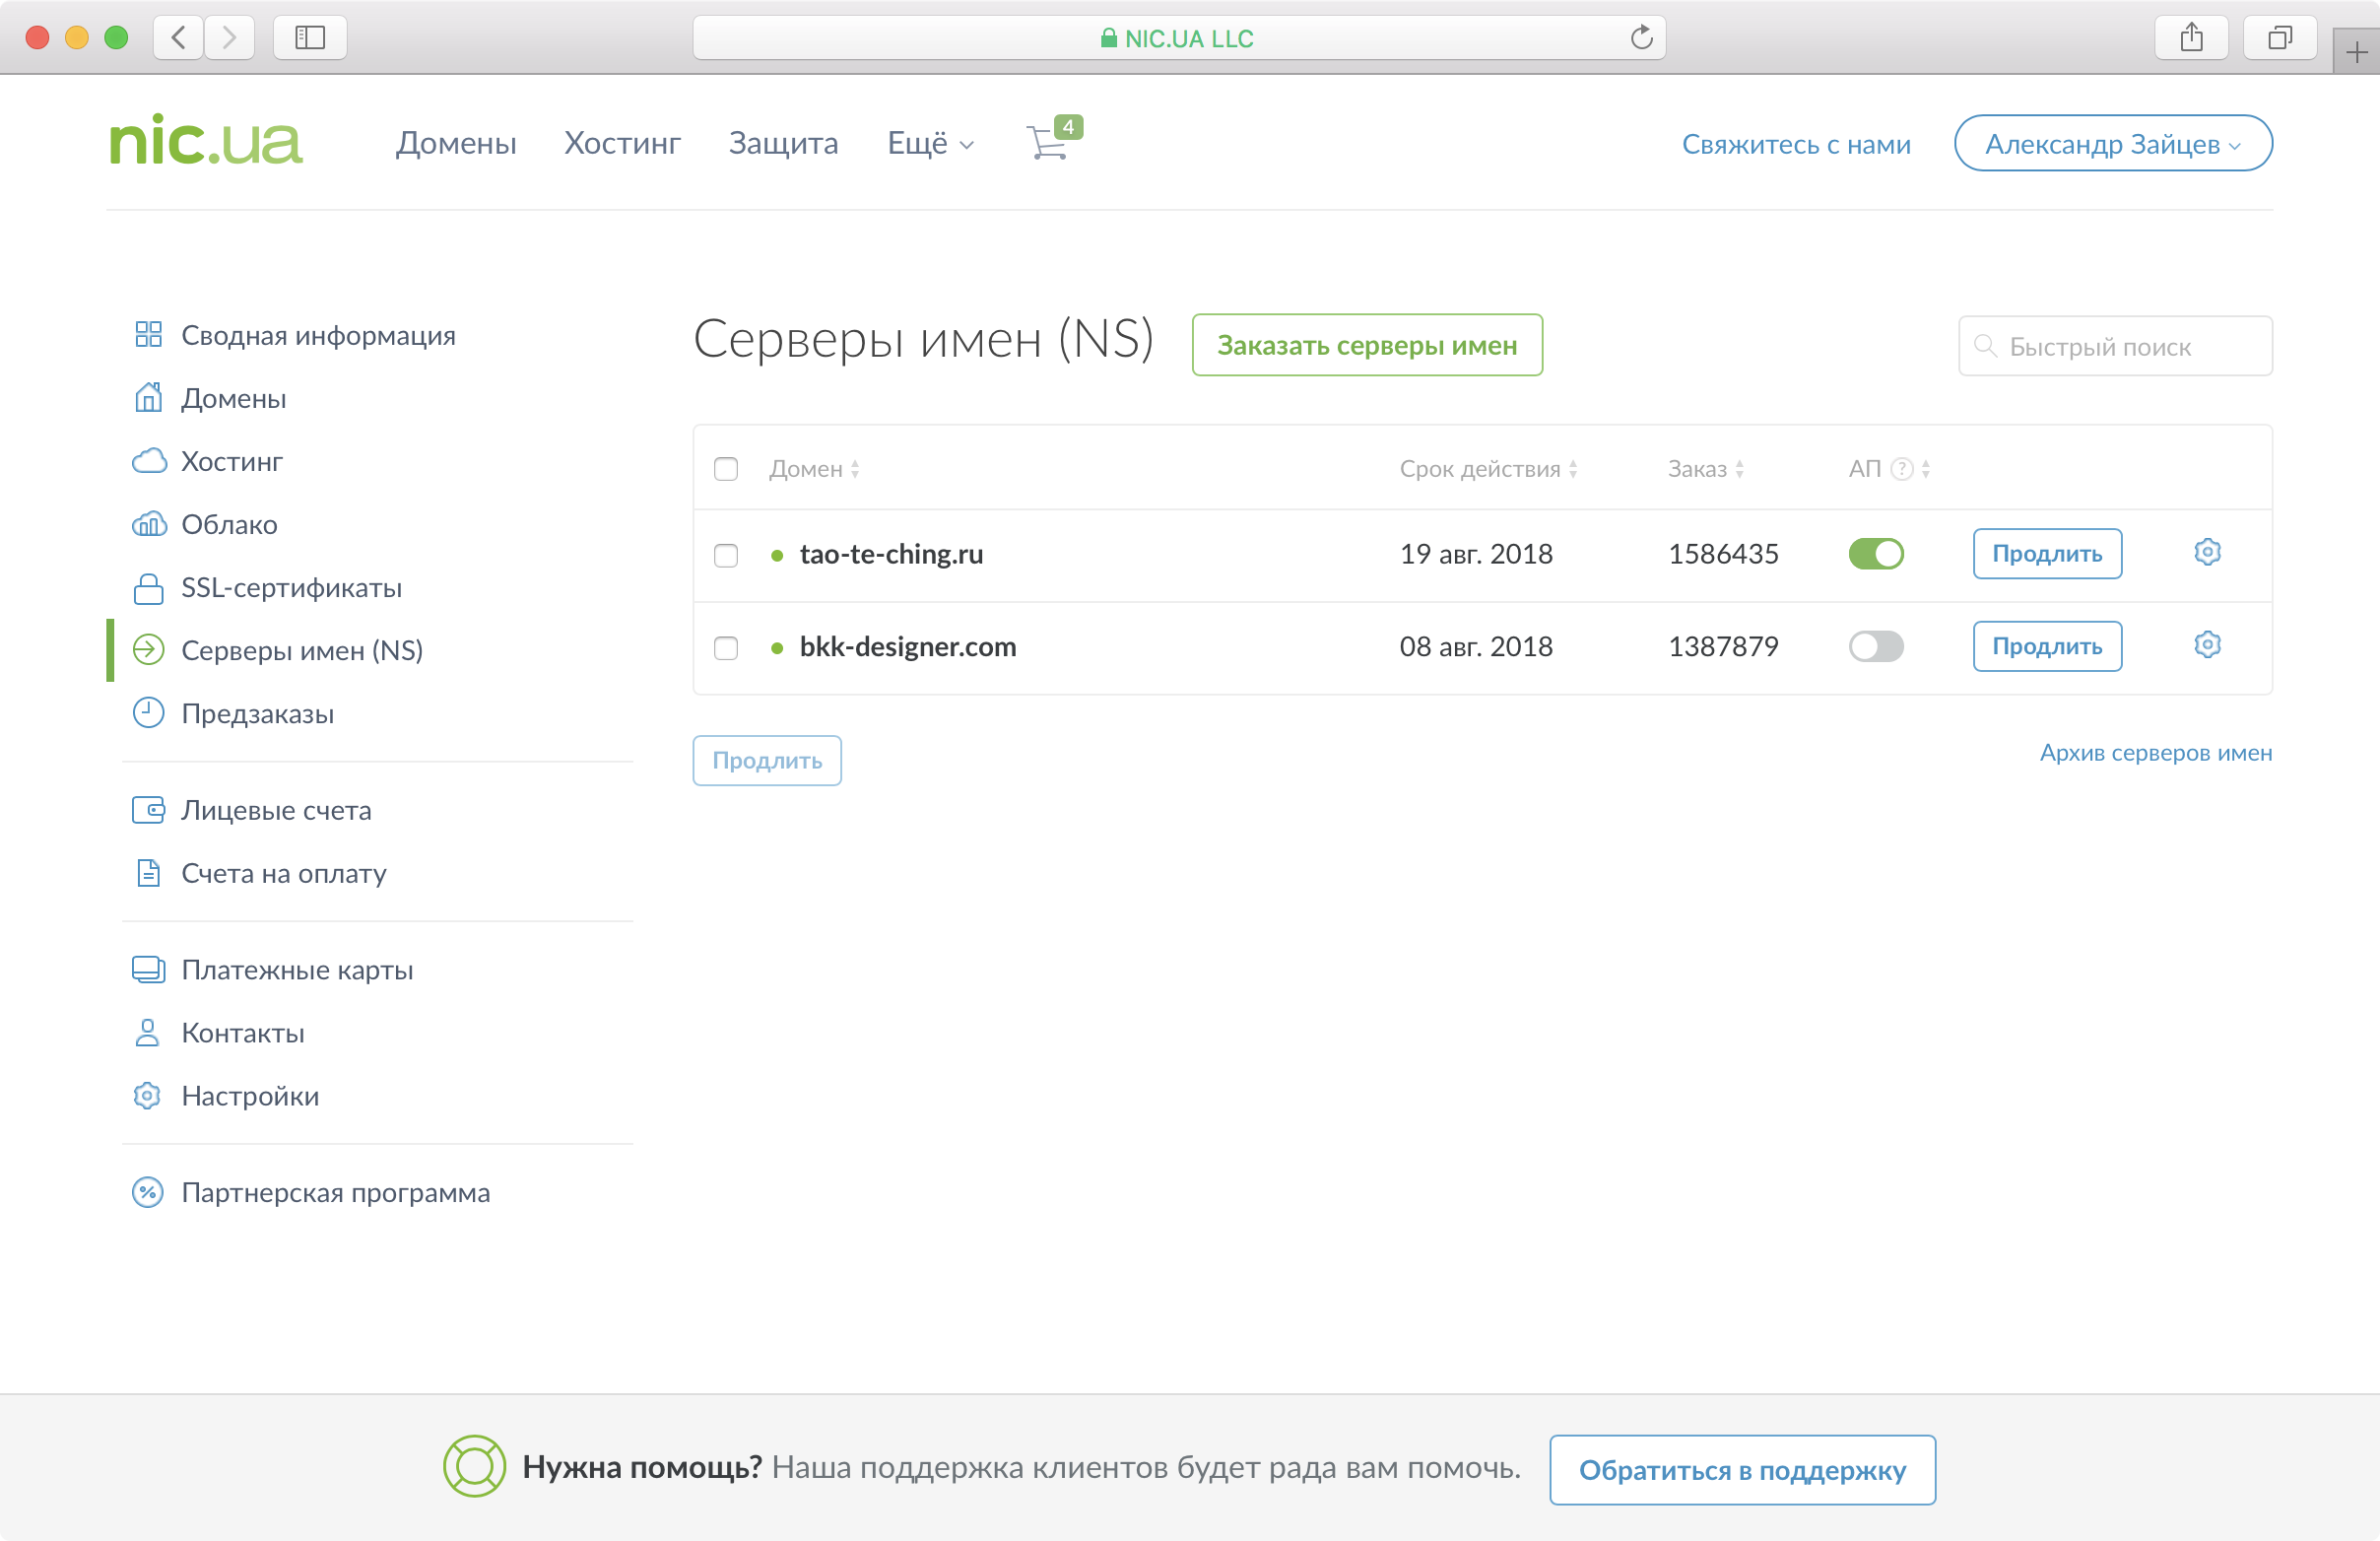 NIC.UA LLC
nic.ua Домены Хостинг Защита Ещё 4 Свяжитесь с нами Александр Зайцев
Сводная информация
Домены
Хостинг
Облако
SSL-сертификаты
Серверы имен (NS)
Предзаказы
Лицевые счета
Счета на оплату
Платежные карты
Контакты
Настройки
Партнерская программа
Серверы имен (NS) Заказать серверы имен Быстрый поиск
Домен Срок действия Заказ АП ?
tao-te-ching.ru 19 авг. 2018 1586435 Продлить
bkk-designer.com 08 авг. 2018 1387879 Продлить
Продлить Архив серверов имен
Нужна помощь? Наша поддержка клиентов будет рада вам помочь. Обратиться в поддержку